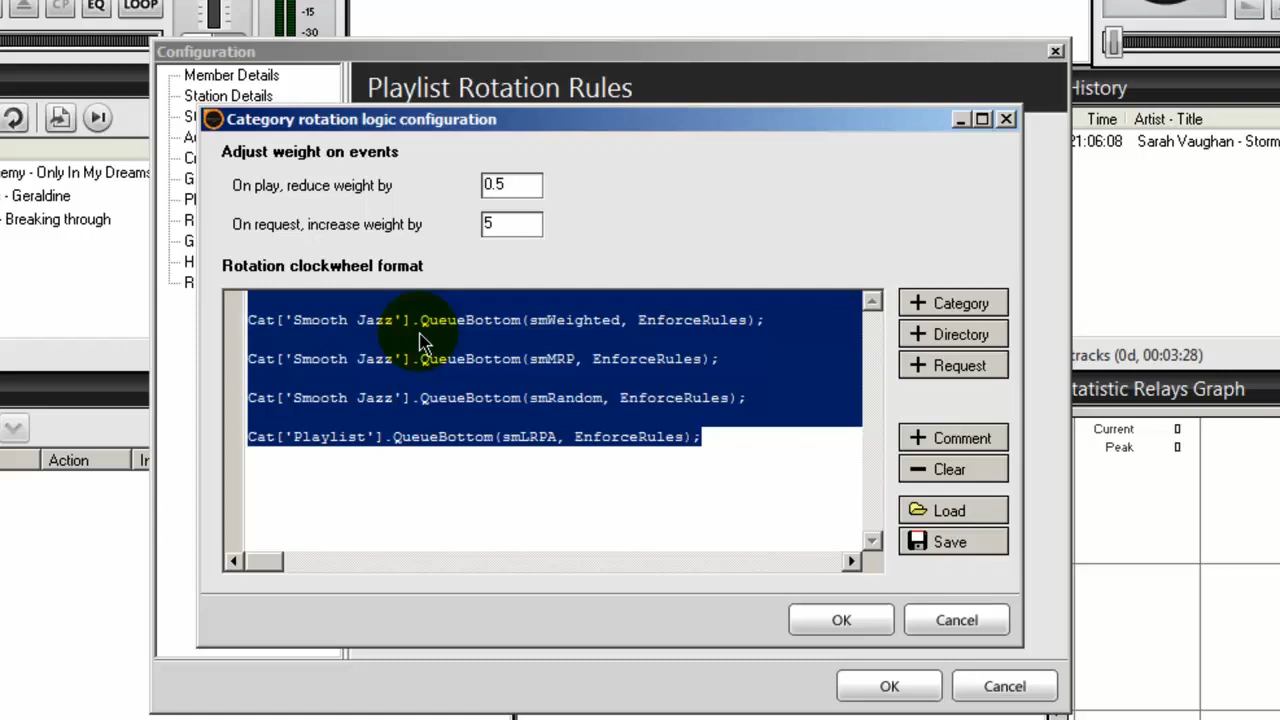 CP
EQ
LOOP
-15
-30
Configuration
Member Details
Station Details
Playlist Rotation Rules
History
Time
Artist - Title
21:06:08
Sarah Vaughan - Storm
emy - Only In My Dreams
- Geraldine
- Breaking through
Category rotation logic configuration
Adjust weight on events
On play, reduce weight by
0.5
On request, increase weight by
5
Rotation clockwheel format
Cat['Smooth Jazz'].QueueBottom(smWeighted, EnforceRules);
Cat['Smooth Jazz'].QueueBottom(smMRP, EnforceRules);
Cat['Smooth Jazz'].QueueBottom(smRandom, EnforceRules);
Cat['Playlist'].QueueBottom(smLRPA, EnforceRules);
Category
Directory
Request
Comment
Clear
Load
Save
OK
Cancel
OK
Cancel
tracks (0d, 00:03:28)
tatistic Relays Graph
Current 0
Peak 0
Action